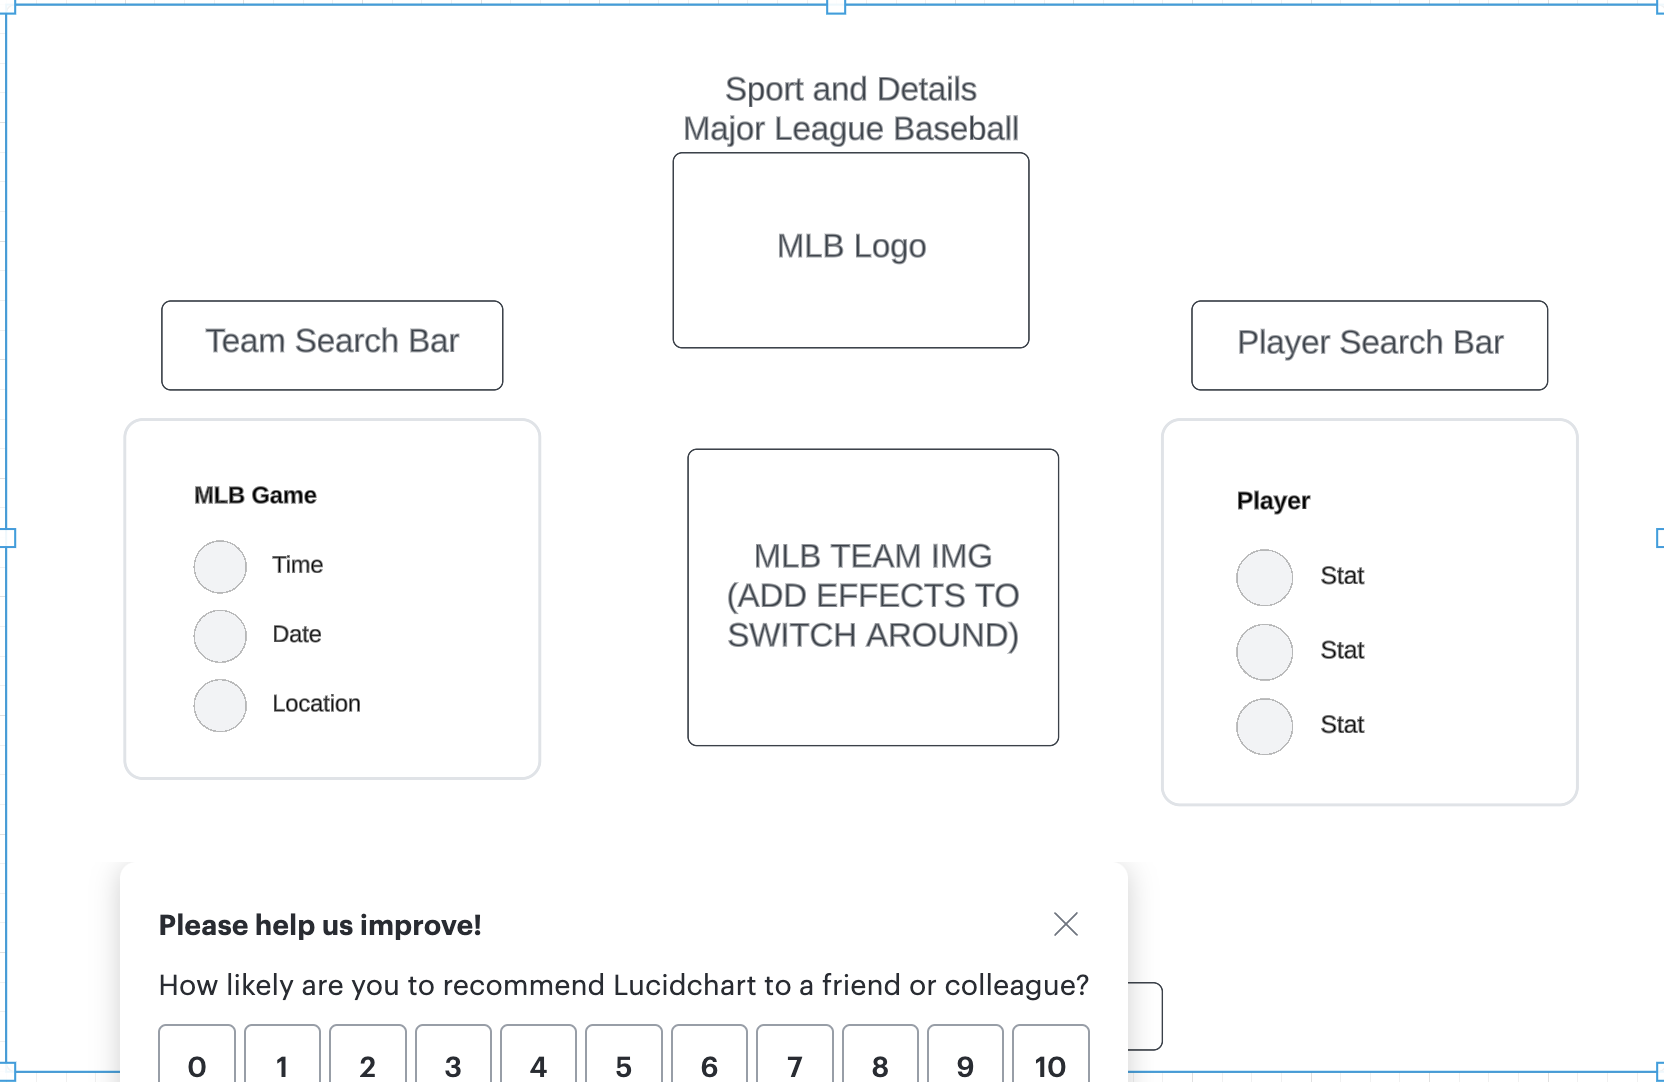 Sport and Details
Major League Baseball
MLB Logo
Team Search Bar
Player Search Bar
MLB Game
Time
Date
Location
MLB TEAM IMG
(ADD EFFECTS TO
SWITCH AROUND)
Player
Stat
Stat
Stat
Please help us improve!
How likely are you to recommend Lucidchart to a friend or colleague?
0 1 2 3 4 5 6 7 8 9 10